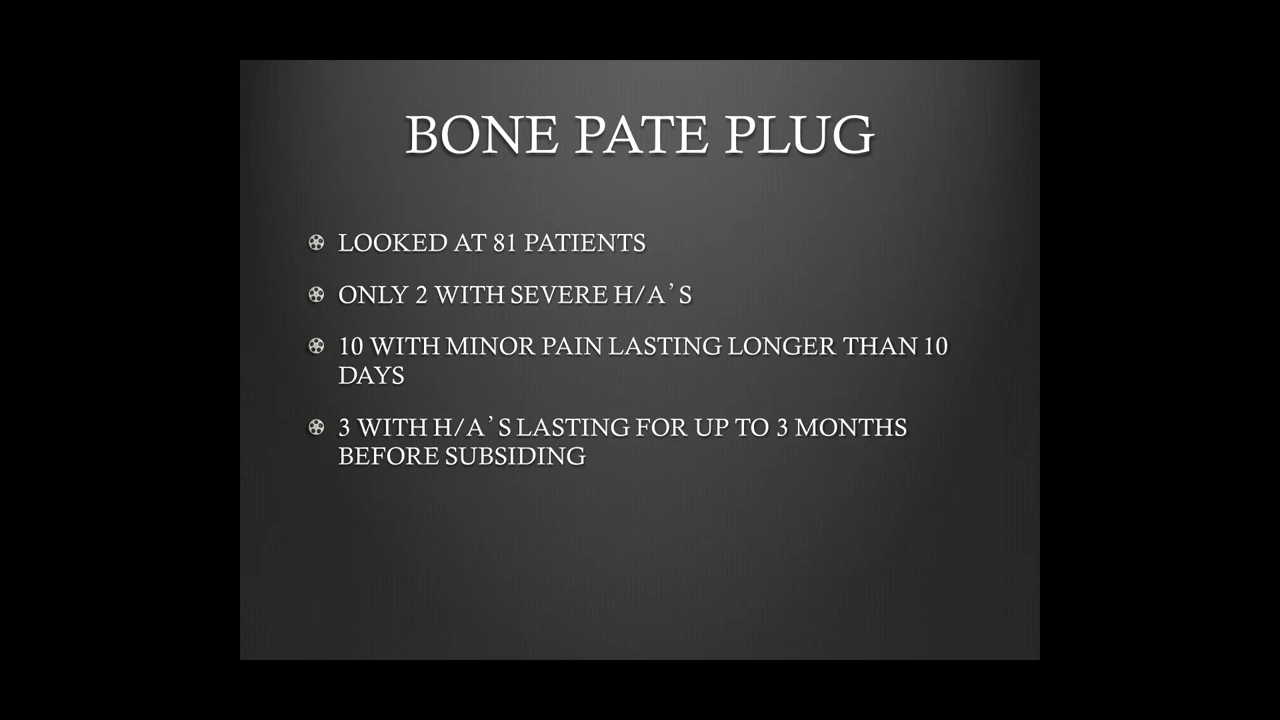 BONE PATE PLUG
LOOKED AT 81 PATIENTS
ONLY 2 WITH SEVERE H/A’S
10 WITH MINOR PAIN LASTING LONGER THAN 10
DAYS
3 WITH H/A’S LASTING FOR UP TO 3 MONTHS
BEFORE SUBSIDING